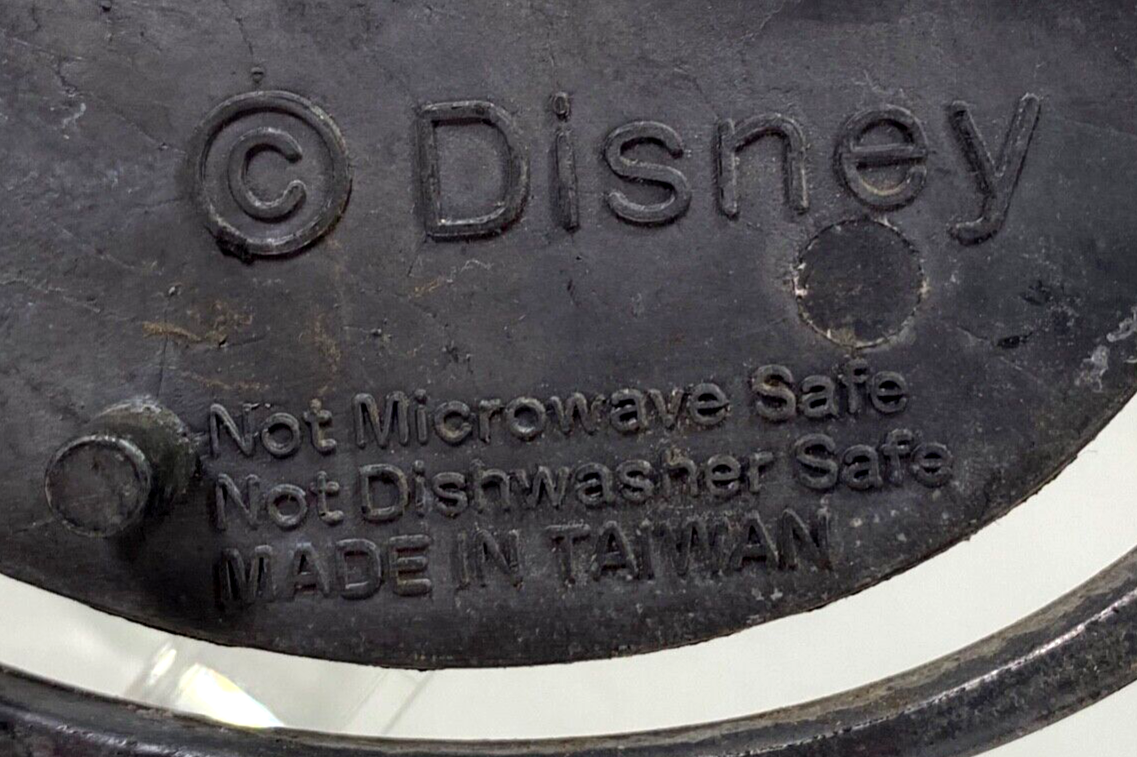 © Disney
Not Microwave Safe
Not Dishwasher Safe
MADE IN TAIWAN